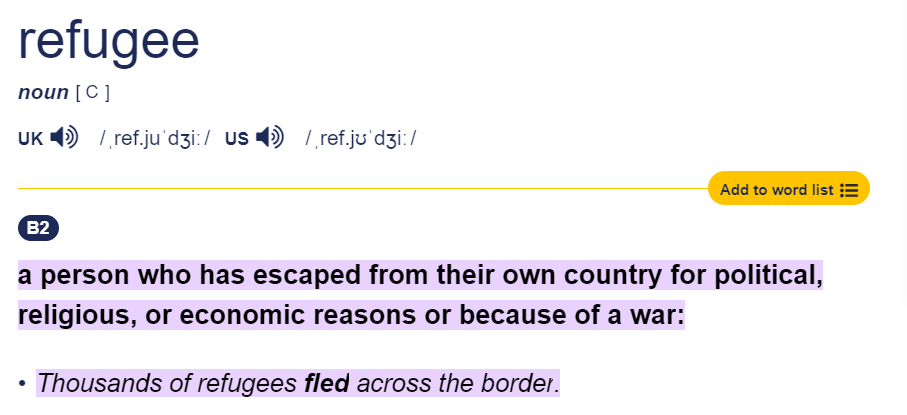 refugee
noun [ C ]
UK /ˌref.juˈdʒiː/ US /ˌref.jʊˈdʒiː/
Add to word list
B2
a person who has escaped from their own country for political,
religious, or economic reasons or because of a war:
• Thousands of refugees fled across the border.